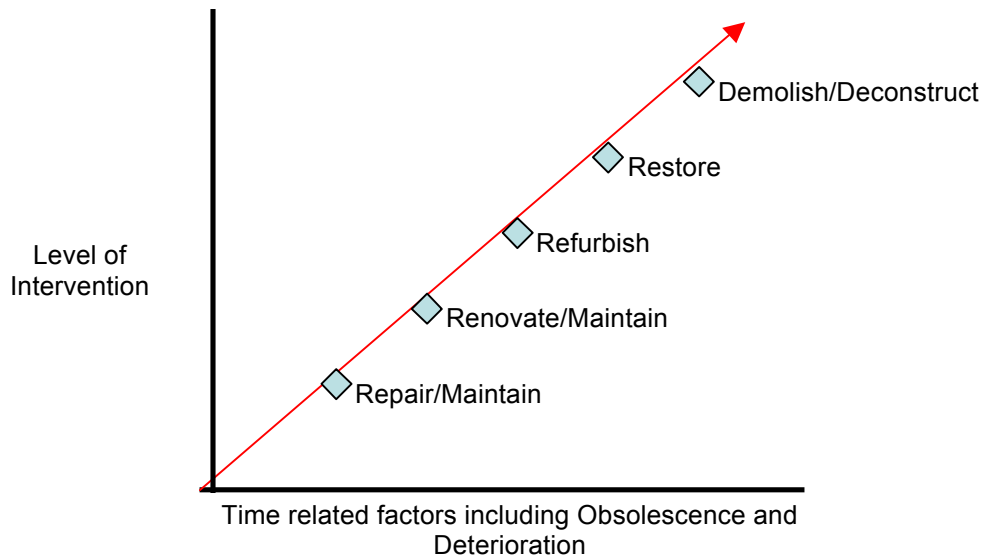 Demolish/Deconstruct
Restore
Refurbish
Level of
Intervention
Renovate/Maintain
Repair/Maintain
Time related factors including Obsolescence and
Deterioration